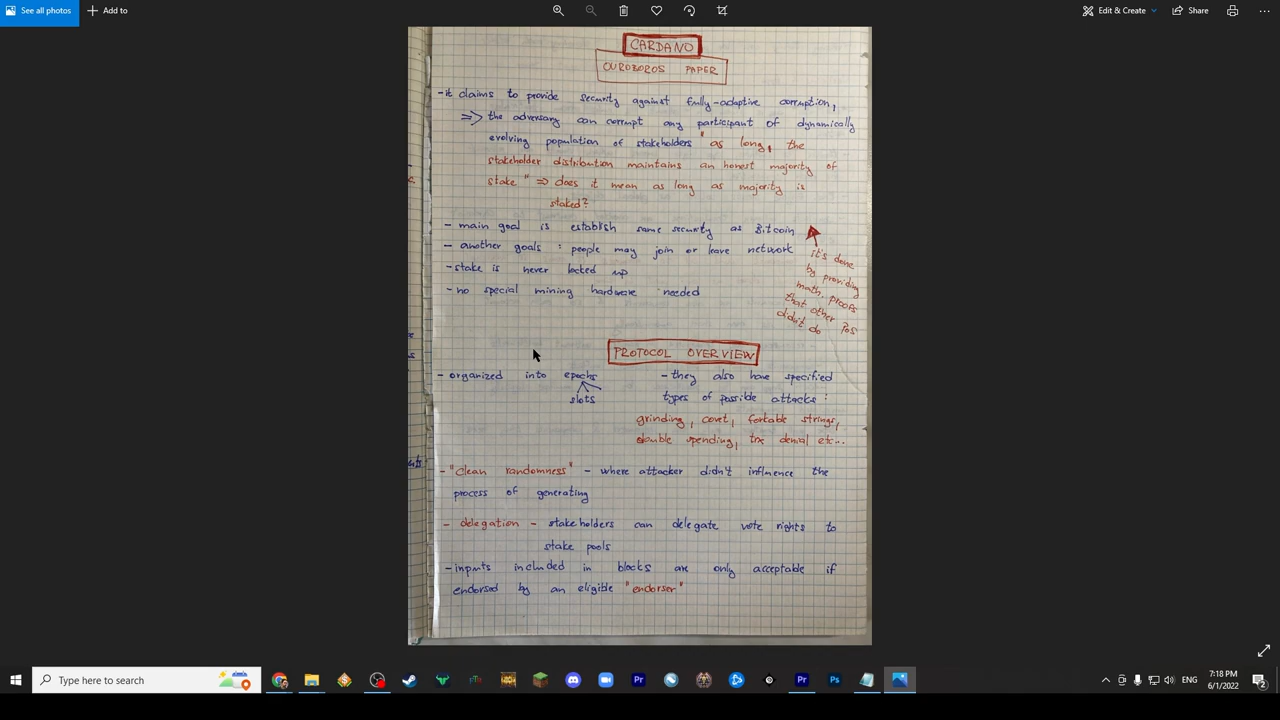 See all photos
Add to
Edit & Create
Share
CARDANO
OUROBOROS PAPER
- it claims to provide security against fully-adaptive corruption,
=> the adversary can corrupt any participant of dynamically
evolving population of stakeholders "as long, the
stakeholder distribution maintains an honest majority of
stake" => does it mean as long as majority is
staked?
- main goal is establish same security as Bitcoin
- another goals : people may join or leave network
- stake is never locked up
- no special mining hardware needed
it's done
by providing
math. proofs
that other PoS
didn't do
PROTOCOL OVERVIEW
- organized into epochs
slots
- they also have specified
types of possible attacks :
grinding, covet, forkable strings,
double spending, trx denial etc...
- "Clean randomness" - where attacker didn't influence the
process of generating
- delegation - stakeholders can delegate vote rights to
stake pools
- inputs included in blocks are only acceptable if
endorsed by an eligible "endorser"
Type here to search
ENG
7:18 PM
6/1/2022
2